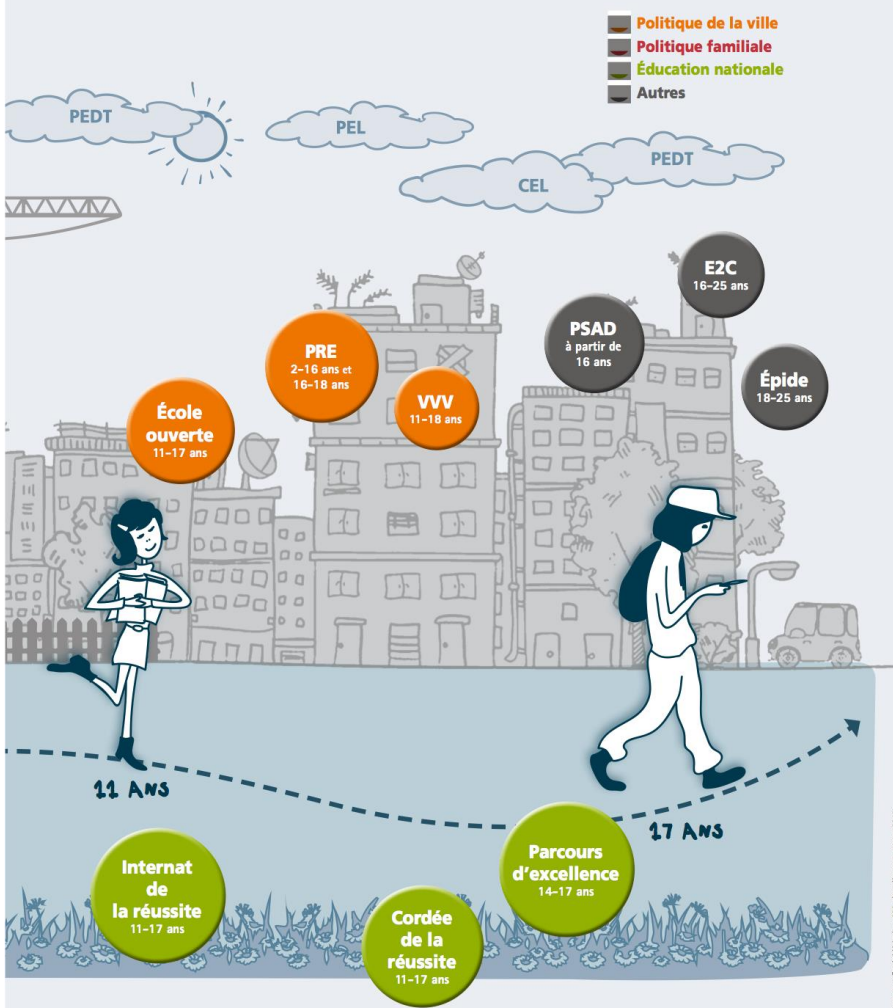 Politique de la ville
Politique familiale
Éducation nationale
Autres
PEDT
PEL
CEL
PEDT
E2C
16–25 ans
PSAD
à partir de
16 ans
PRE
2–16 ans et
16–18 ans
Épide
18–25 ans
VVV
11–18 ans
École
ouverte
11–17 ans
11 ANS
17 ANS
Parcours
d'excellence
14–17 ans
Internat
de
la réussite
11–17 ans
Cordée
de la
réussite
11–17 ans